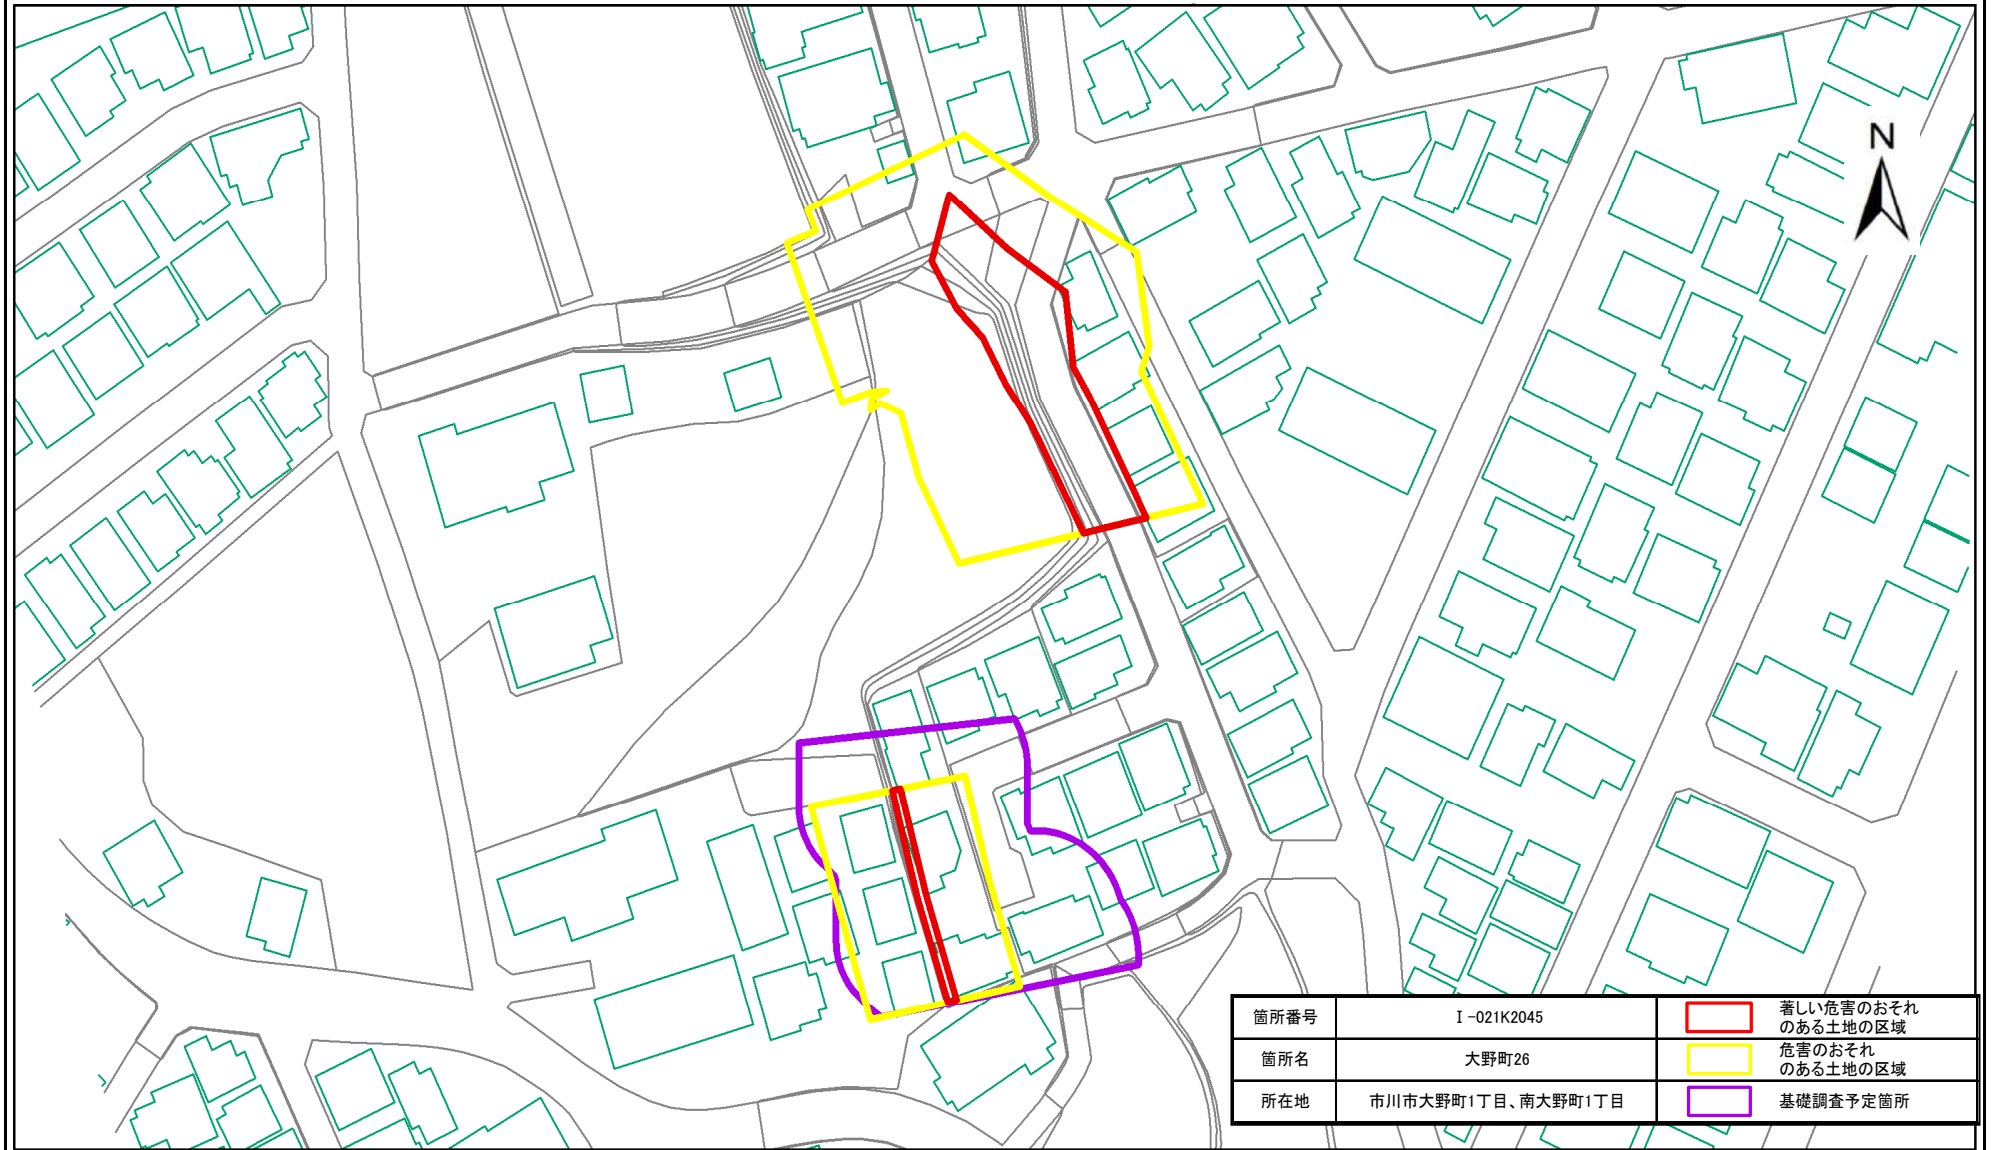 N
箇所番号 Ⅰ-021K2045 著しい危害のおそれ
のある土地の区域
箇所名 大野町26 危害のおそれ
のある土地の区域
所在地 市川市大野町1丁目、南大野町1丁目 基礎調査予定箇所